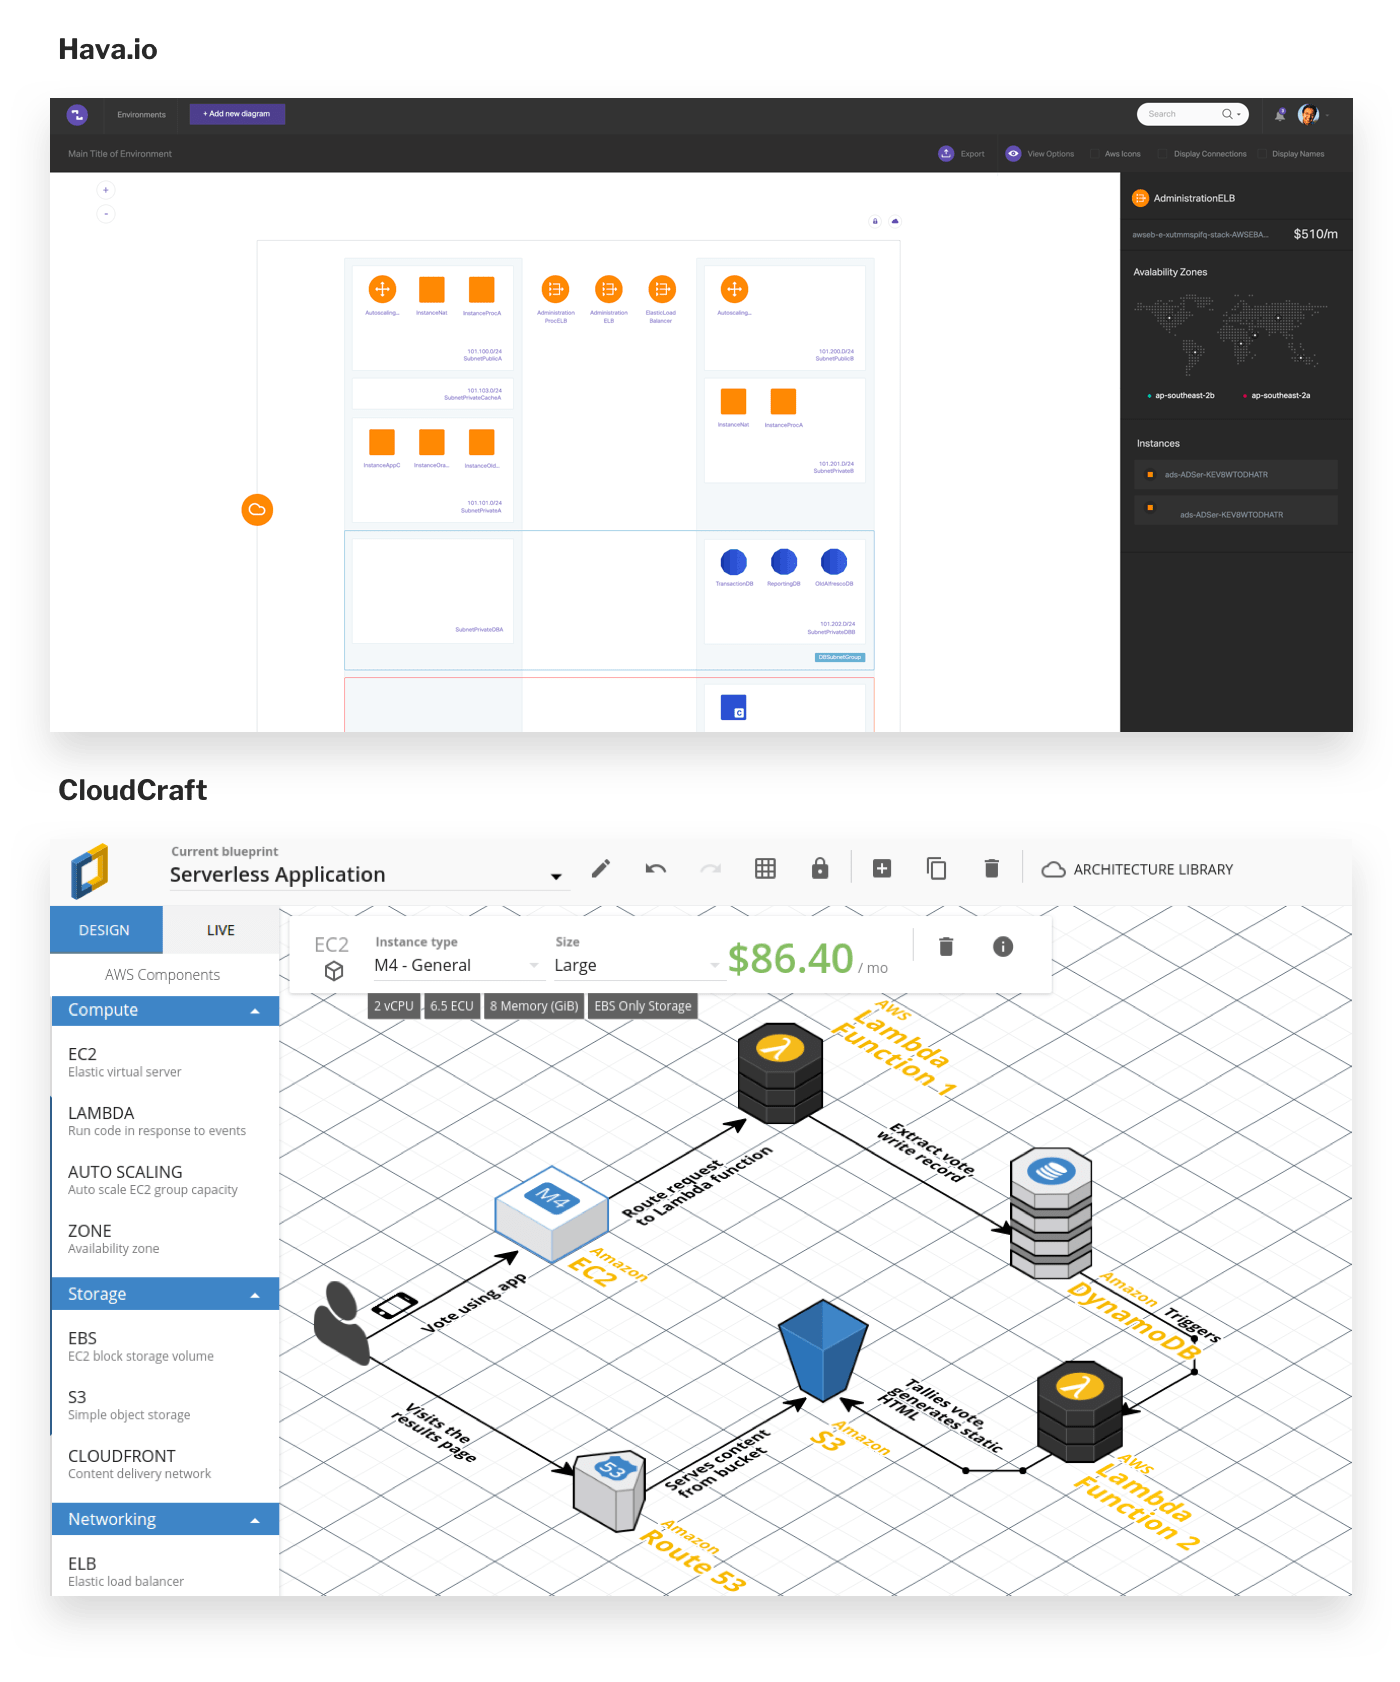 Hava.io
Environments
+ Add new diagram
Search
Main Title of Environment
Export
View Options
Aws Icons
Display Connections
Display Names
+
-
AdministrationELB
awseb-e-xutmmspifq-stack-AWSEBA...
$510/m
Avalability Zones
ap-southeast-2b
ap-southeast-2a
Instances
ads-ADSer-KEV8WTODHATR
ads-ADSer-KEV8WTODHATR
Autoscaling...
InstanceNat
InstanceProcA
101.100.0/24
SubnetPublicA
Administration
ProcELB
Administration
ELB
ElasticLoad
Balancer
Autoscaling...
101.200.0/24
SubnetPublicB
101.103.0/24
SubnetPrivateCacheA
InstanceNat
InstanceProcA
101.201.0/24
SubnetPrivateB
InstanceAppC
InstanceOra...
InstanceOld...
101.101.0/24
SubnetPrivateA
SubnetPrivateDBA
TransactionDB
ReportingDB
OldAlfrescoDB
101.202.0/24
SubnetPrivateDBB
DBSubnetGroup
C
CloudCraft
Current blueprint
Serverless Application
ARCHITECTURE LIBRARY
DESIGN
LIVE
AWS Components
Compute
EC2
Elastic virtual server
LAMBDA
Run code in response to events
AUTO SCALING
Auto scale EC2 group capacity
ZONE
Availability zone
Storage
EBS
EC2 block storage volume
S3
Simple object storage
CLOUDFRONT
Content delivery network
Networking
ELB
Elastic load balancer
EC2
Instance type
M4 - General
Size
Large
$86.40 / mo
2 vCPU
6.5 ECU
8 Memory (GiB)
EBS Only Storage
AWS
Lambda
Function 1
Extract vote,
write record
Route request
to Lambda function
M4
Amazon
EC2
Vote using app
Amazon
DynamoDB
Triggers
Visits the
results page
Tallies vote,
generates static
HTML
Amazon
S3
Serves content
from bucket
53
Amazon
Route 53
AWS
Lambda
Function 2